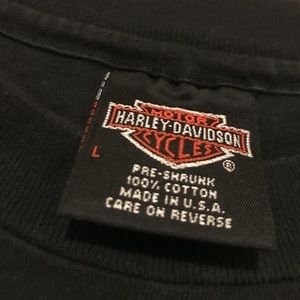 MOTOR
HARLEY-DAVIDSON
CYCLES
®
L
PRE-SHRUNK
100% COTTON
MADE IN U.S.A.
CARE ON REVERSE